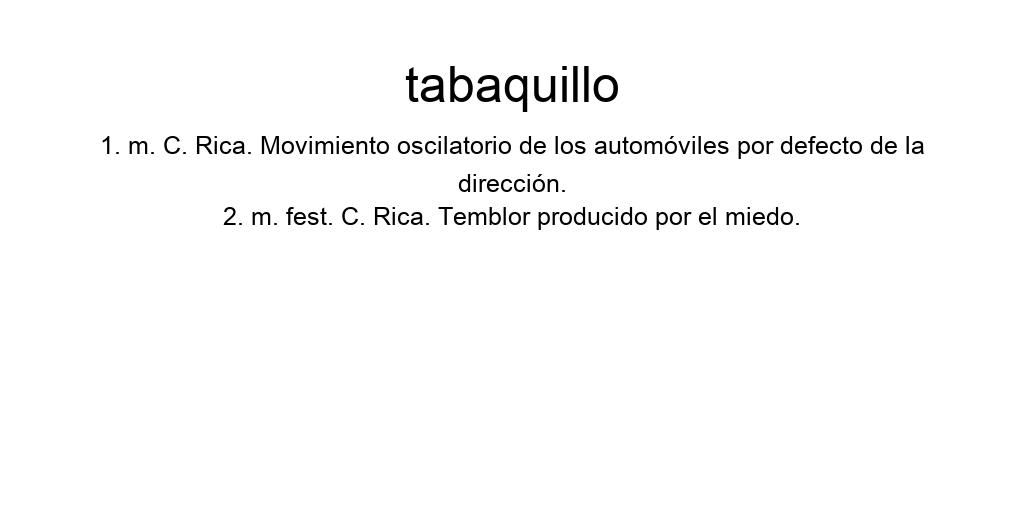 tabaquillo
1. m. C. Rica. Movimiento oscilatorio de los automóviles por defecto de la
dirección.
2. m. fest. C. Rica. Temblor producido por el miedo.